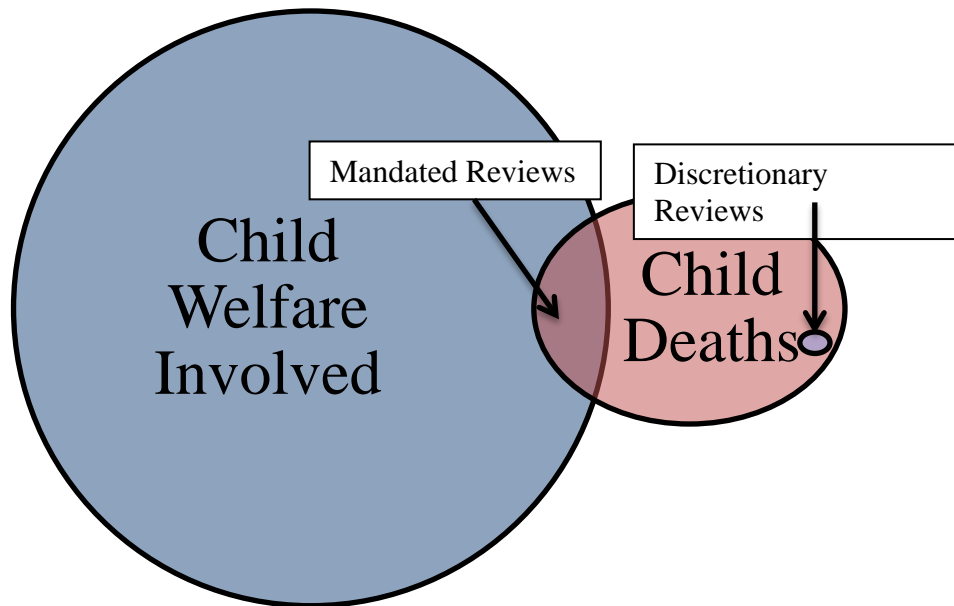 Mandated Reviews
Discretionary
Reviews
Child
Welfare
Involved
Child
Deaths